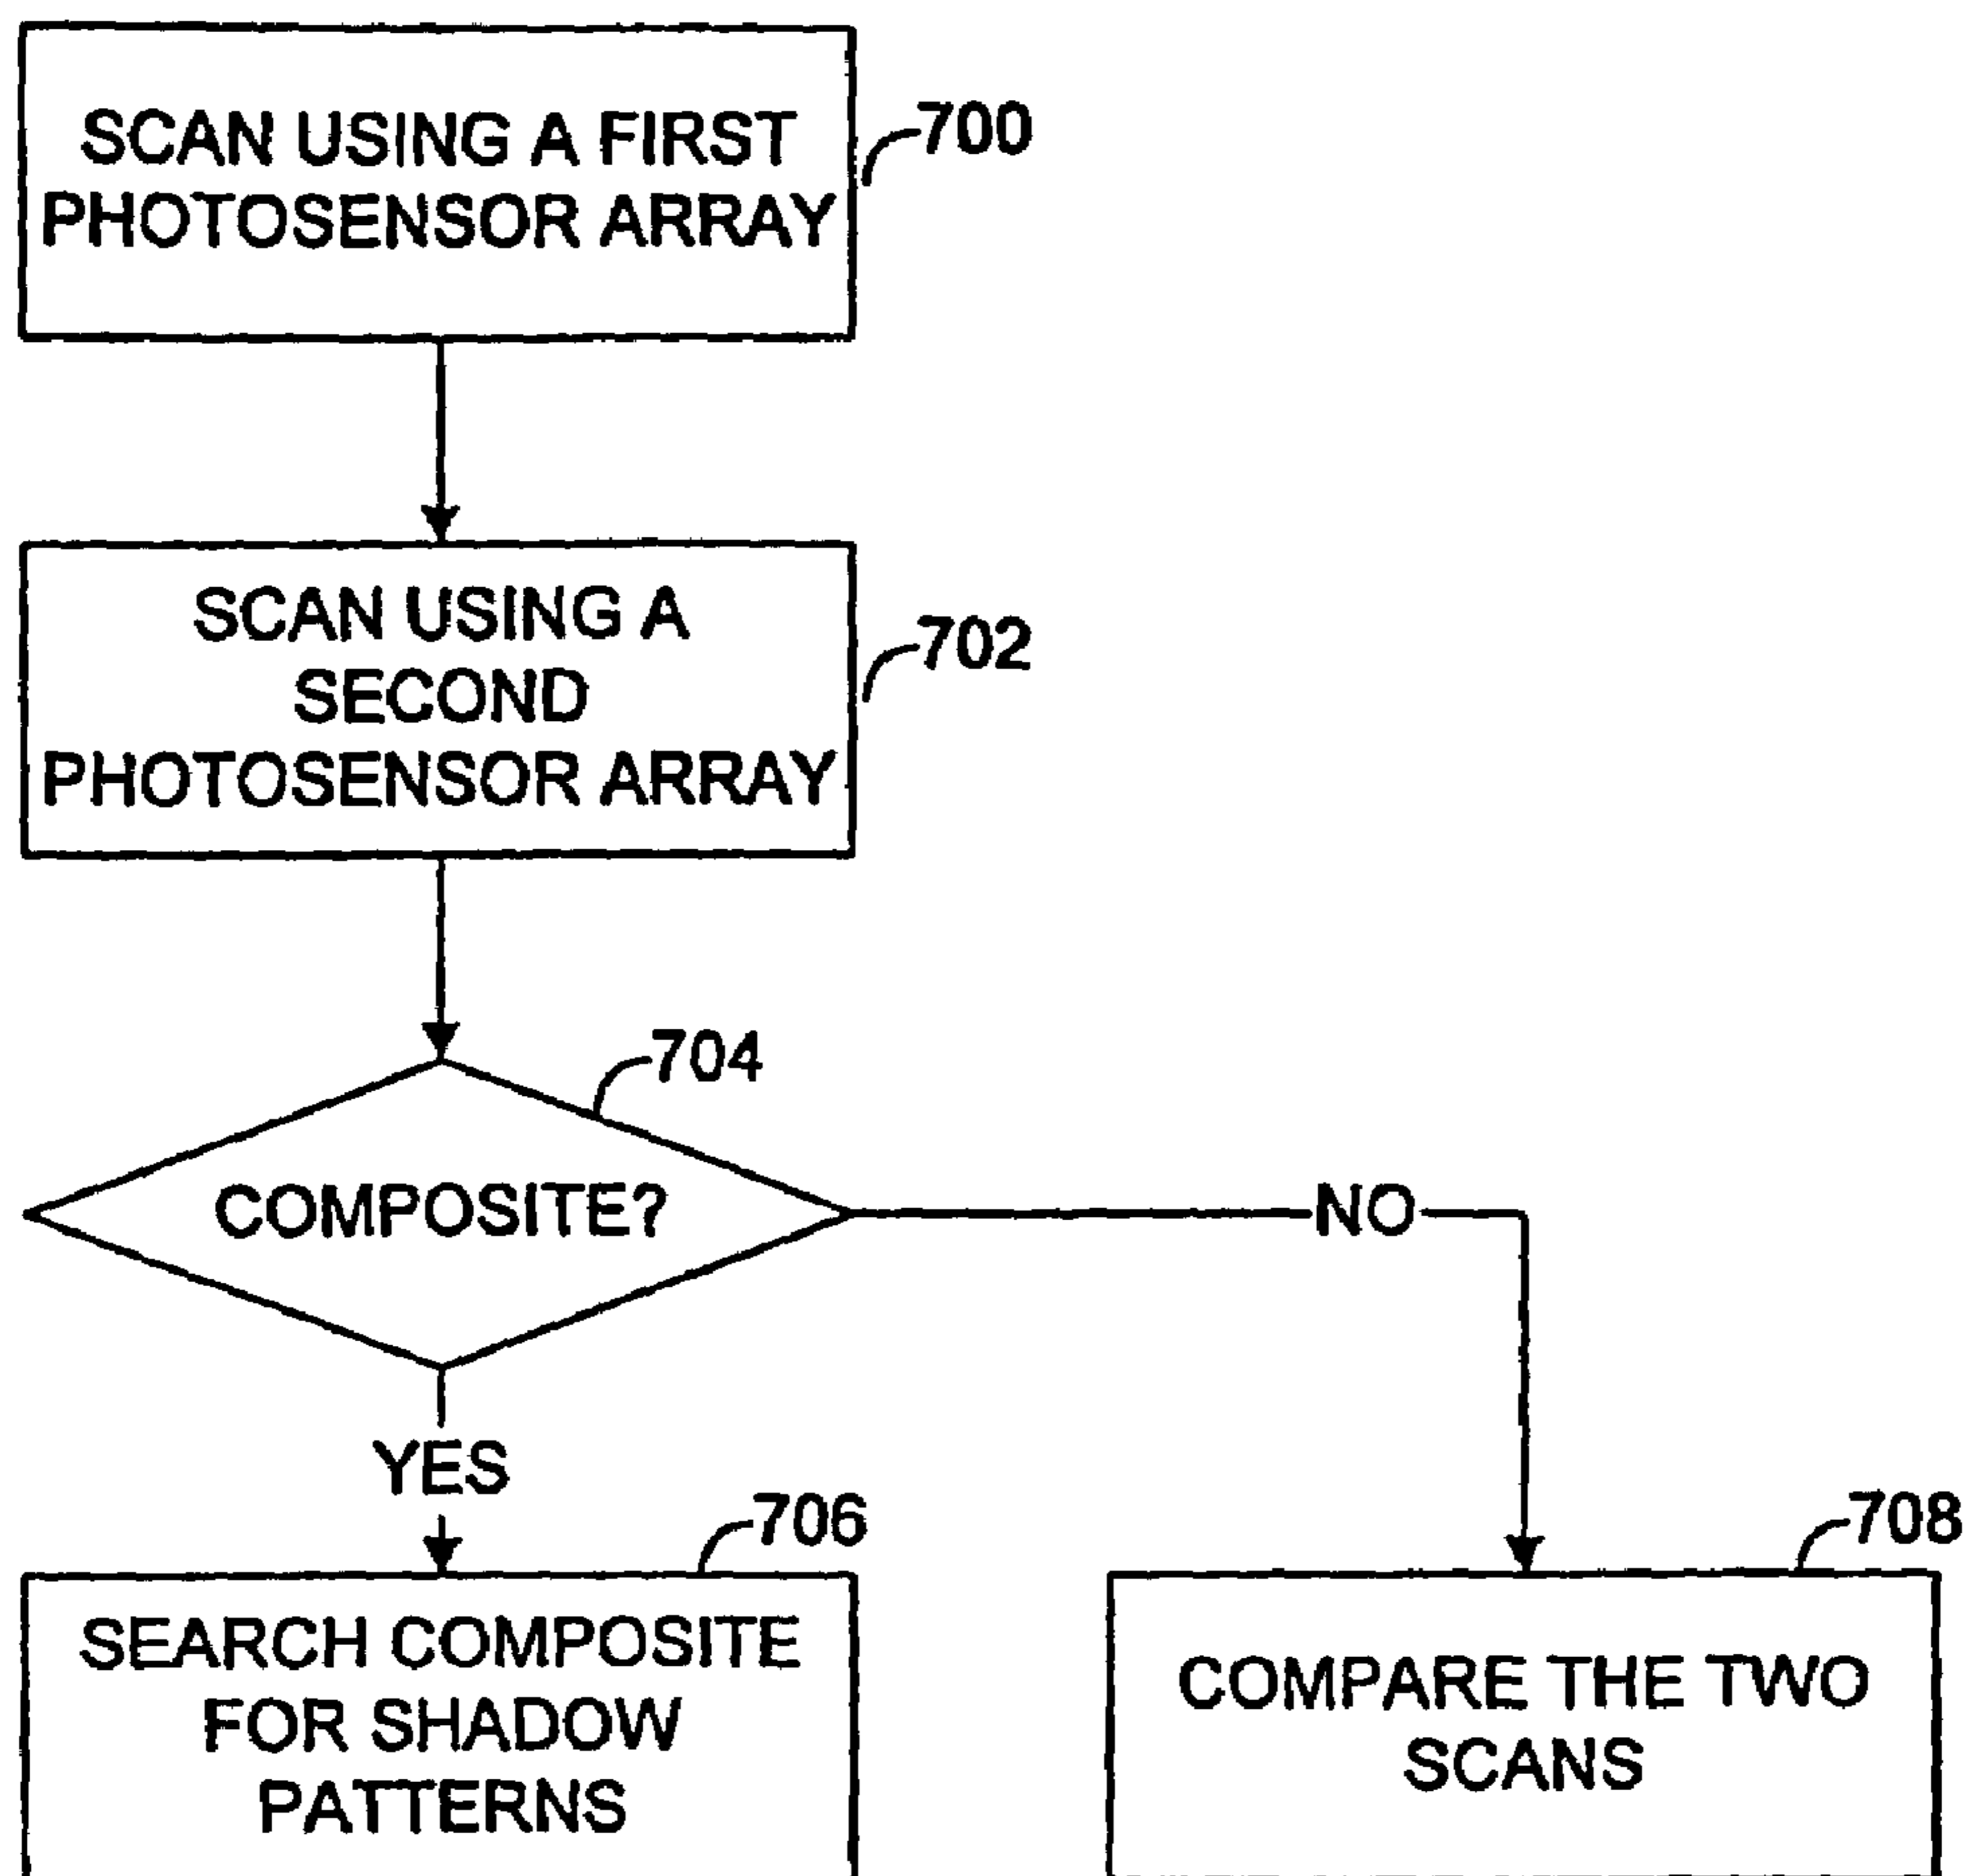 SCAN USING A FIRST
PHOTOSENSOR ARRAY
700
SCAN USING A
SECOND
PHOTOSENSOR ARRAY
702
704
COMPOSITE?
NO
YES
706
SEARCH COMPOSITE
FOR SHADOW
PATTERNS
708
COMPARE THE TWO
SCANS